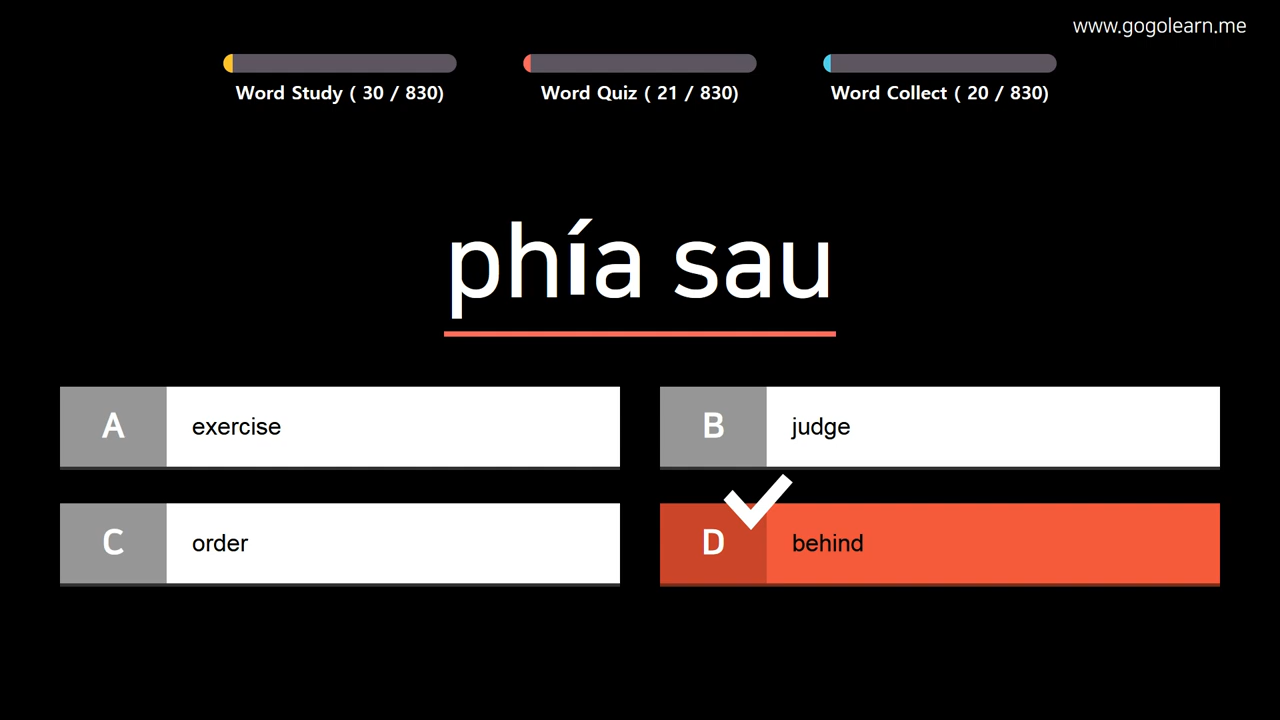 www.gogolearn.me
Word Study ( 30 / 830)
Word Quiz ( 21 / 830)
Word Collect ( 20 / 830)
phía sau
A exercise
B judge
C order
D behind